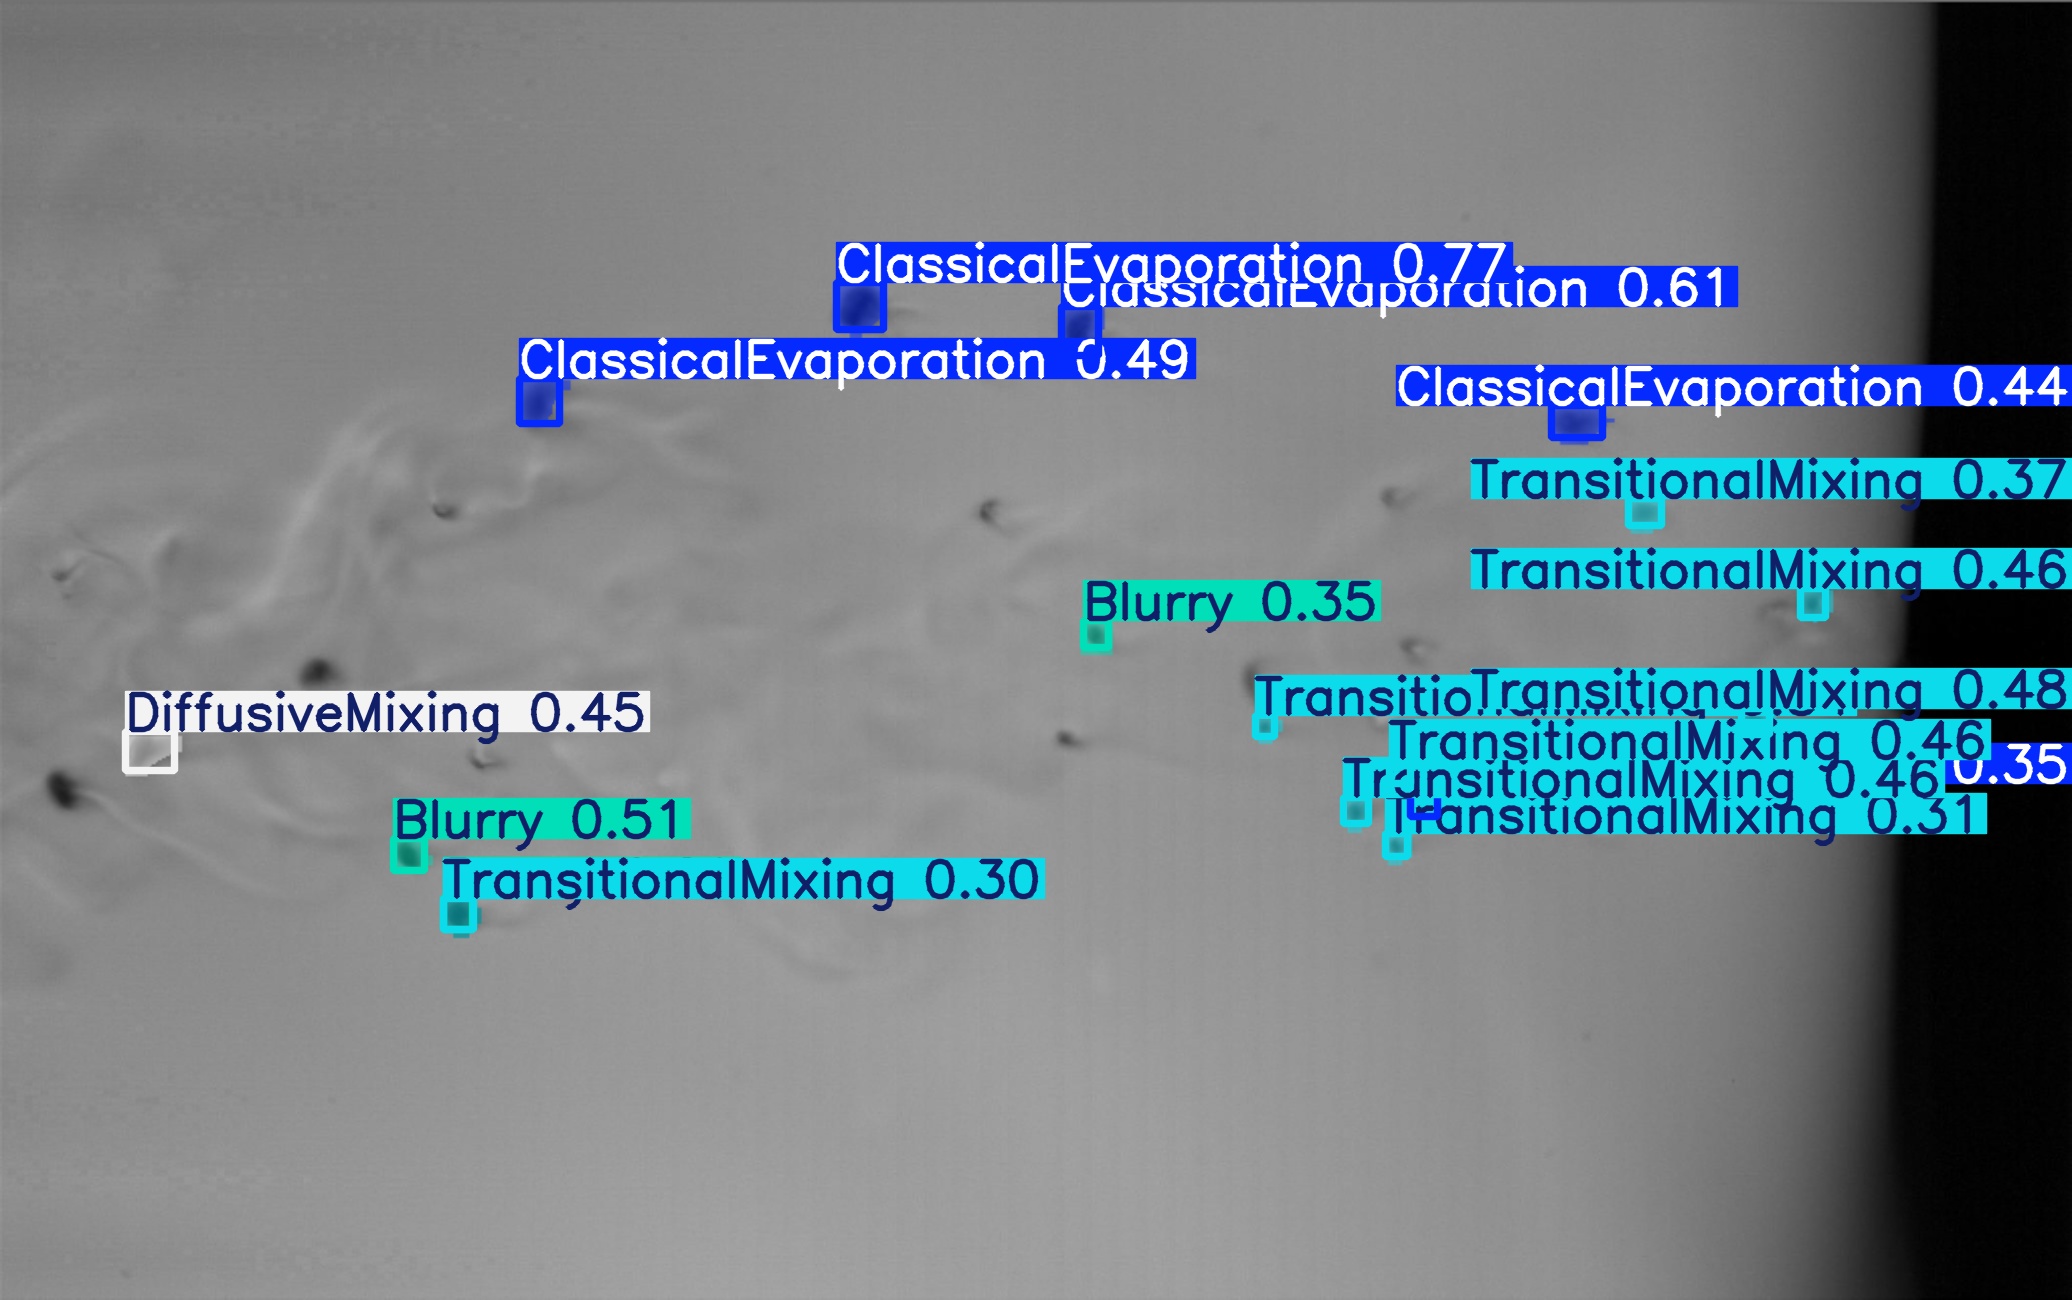 ClassicalEvaporation 0.77
ClassicalEvaporation 0.61
ClassicalEvaporation 0.49
ClassicalEvaporation 0.44
TransitionalMixing 0.37
TransitionalMixing 0.46
Blurry 0.35
TransitionalMixing 0.48
Transitio
DiffusiveMixing 0.45
TransitionalMixing 0.46
0.35
TransitionalMixing 0.46
TransitionalMixing 0.31
Blurry 0.51
TransitionalMixing 0.30